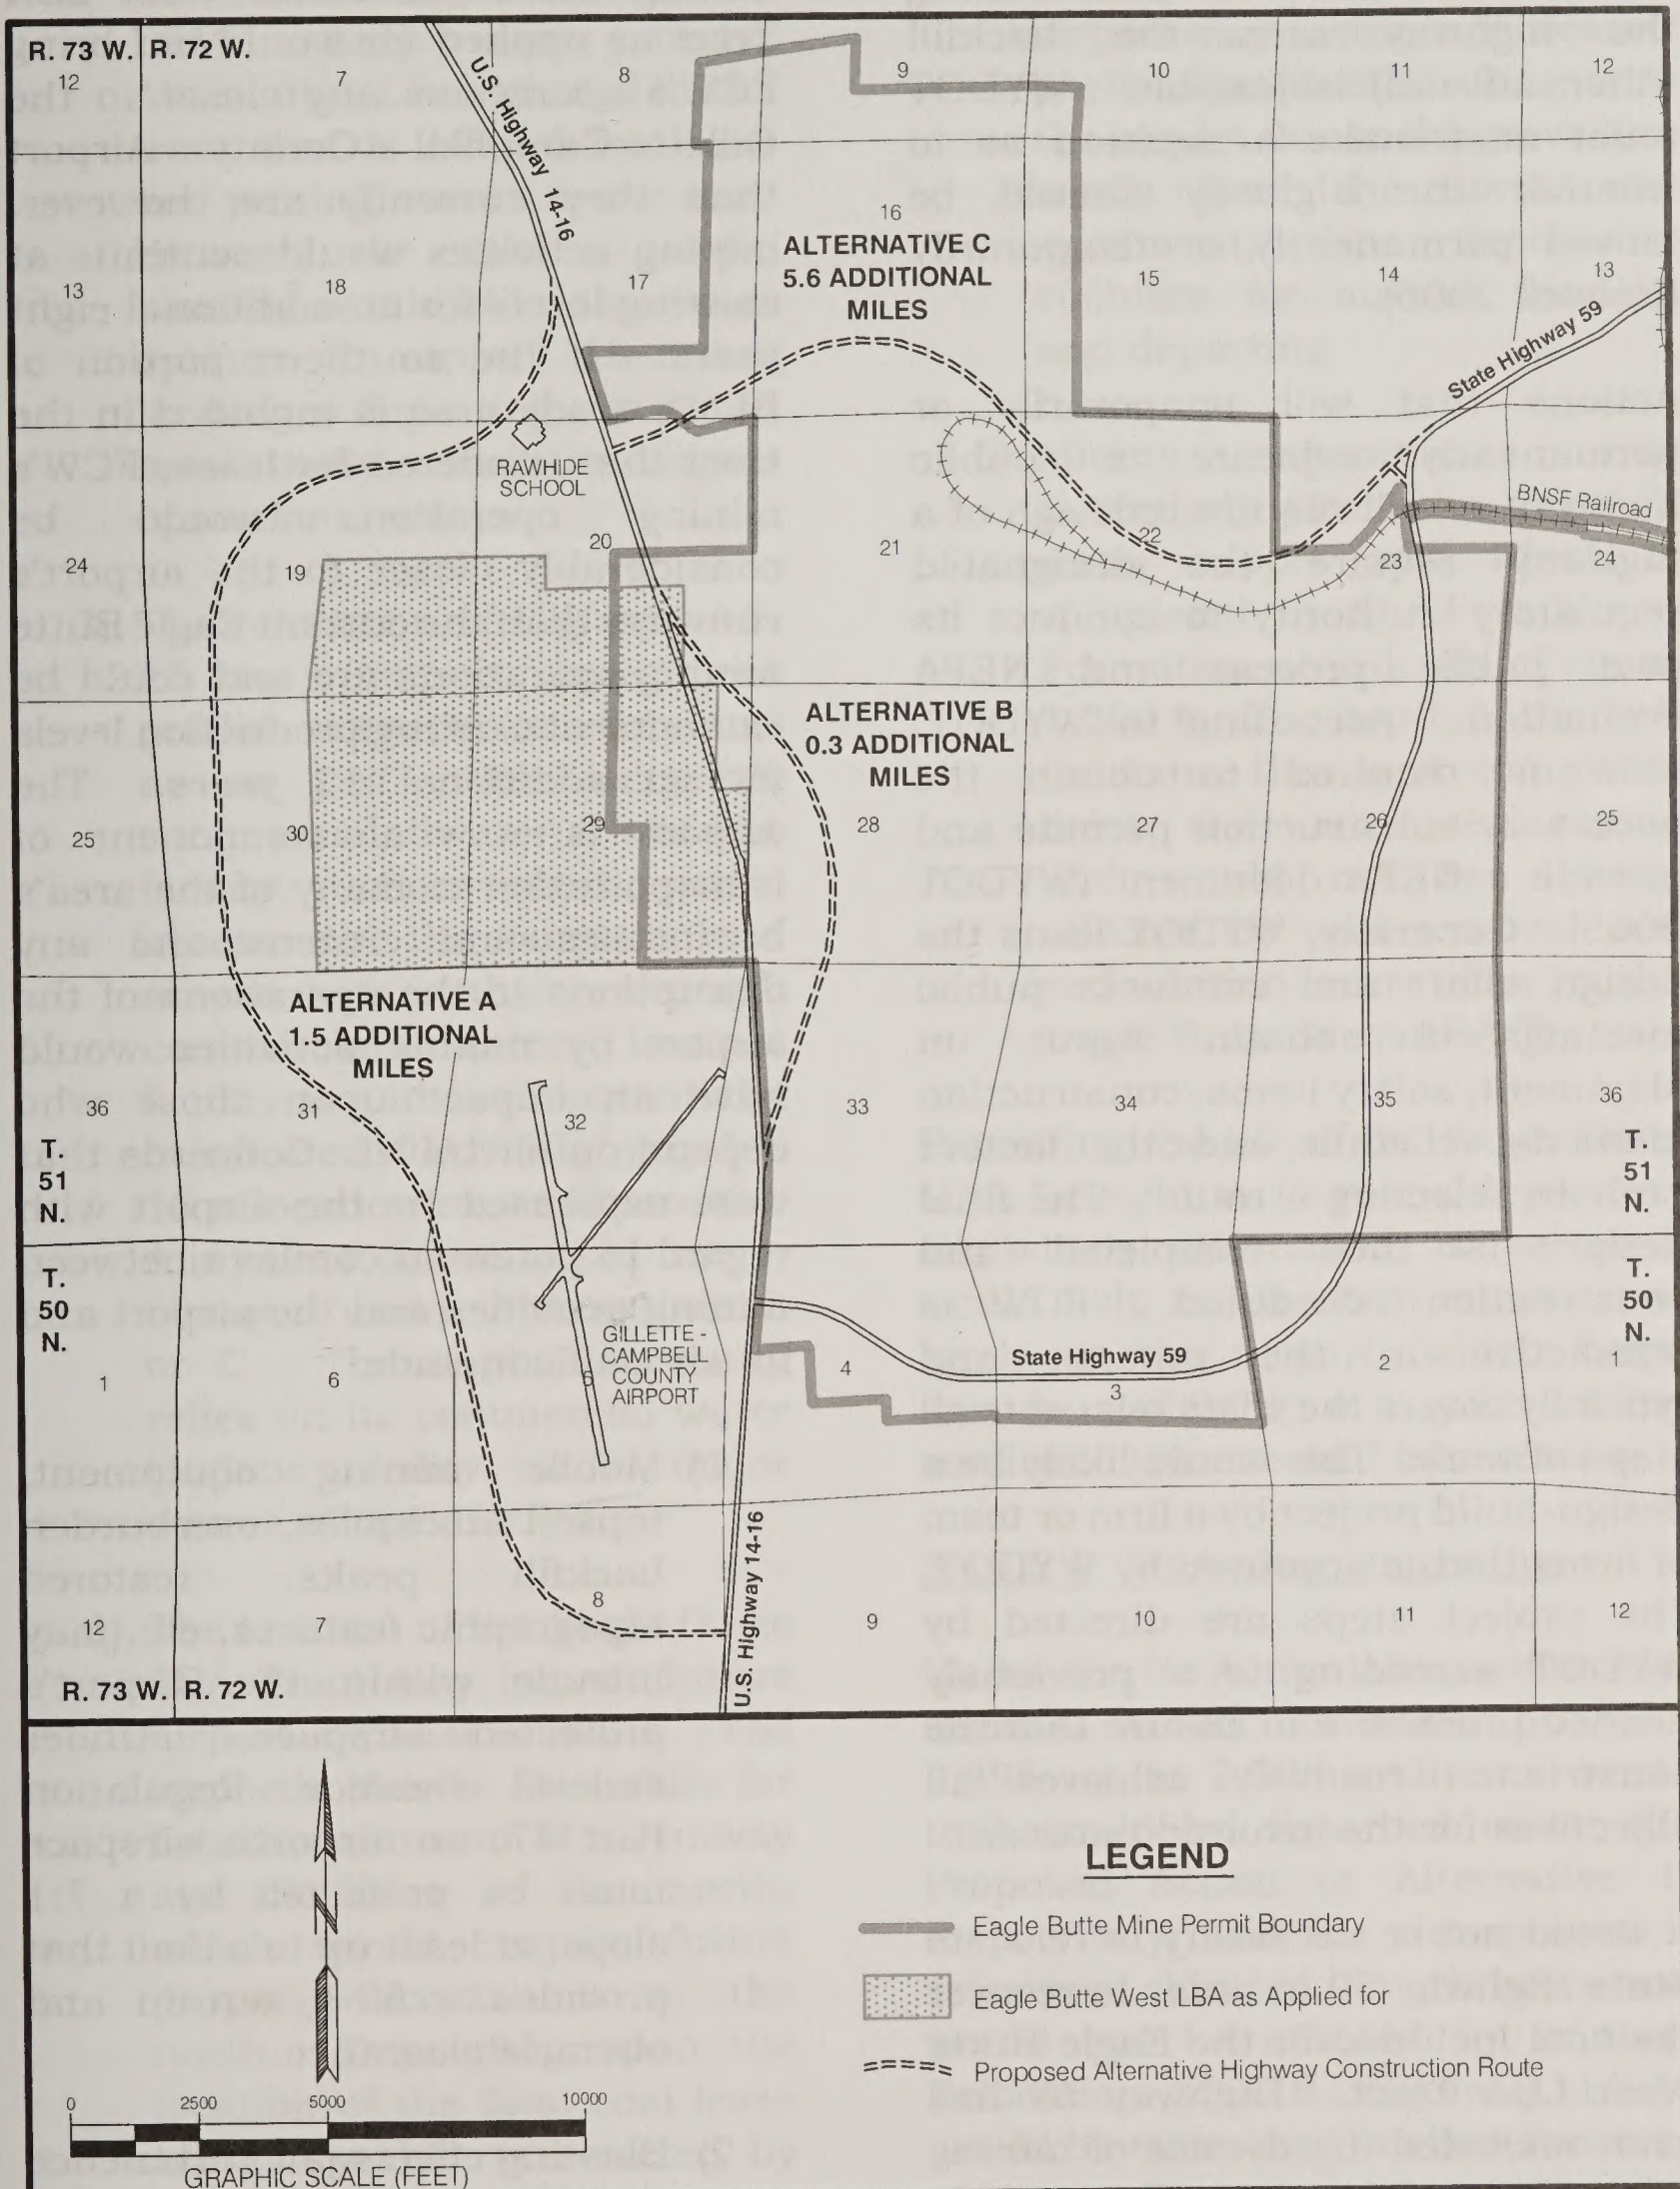 R. 73 W. R. 72 W.
12
7
8
9
10
11
12
U.S. Highway 14-16
13
18
17
16
15
14
13
ALTERNATIVE C
5.6 ADDITIONAL
MILES
State Highway 59
RAWHIDE
SCHOOL
BNSF Railroad
24
19
20
21
22
23
24
ALTERNATIVE B
0.3 ADDITIONAL
MILES
25
30
29
28
27
26
25
ALTERNATIVE A
1.5 ADDITIONAL
MILES
36
31
32
33
34
35
36
T.
51
N.
T.
51
N.
T.
50
N.
T.
50
N.
GILLETTE -
CAMPBELL
COUNTY
AIRPORT
State Highway 59
1
6
5
4
3
2
1
U.S. Highway 14-16
12
7
8
9
10
11
12
R. 73 W. R. 72 W.
N
LEGEND
Eagle Butte Mine Permit Boundary
Eagle Butte West LBA as Applied for
Proposed Alternative Highway Construction Route
0 2500 5000 10000
GRAPHIC SCALE (FEET)